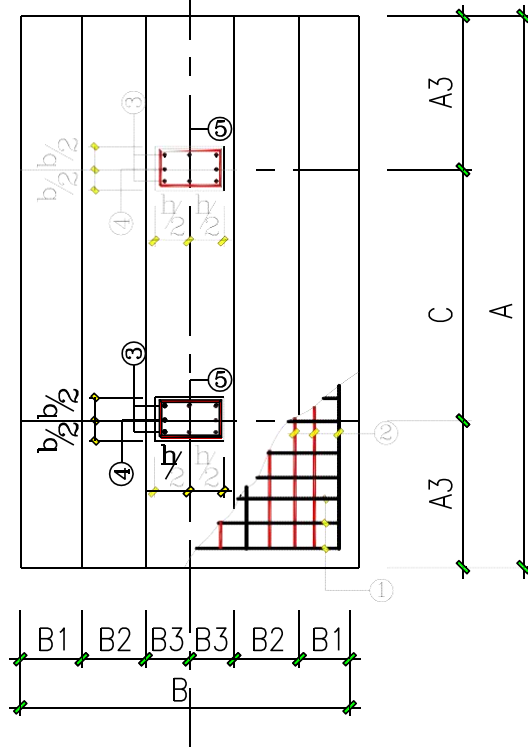 ③
⑤
b/2
b/2
④
h/2
h/2
A3
C
A
③
⑤
b/2
b/2
④
h/2
h/2
②
A3
①
B1
B2
B3
B3
B2
B1
B